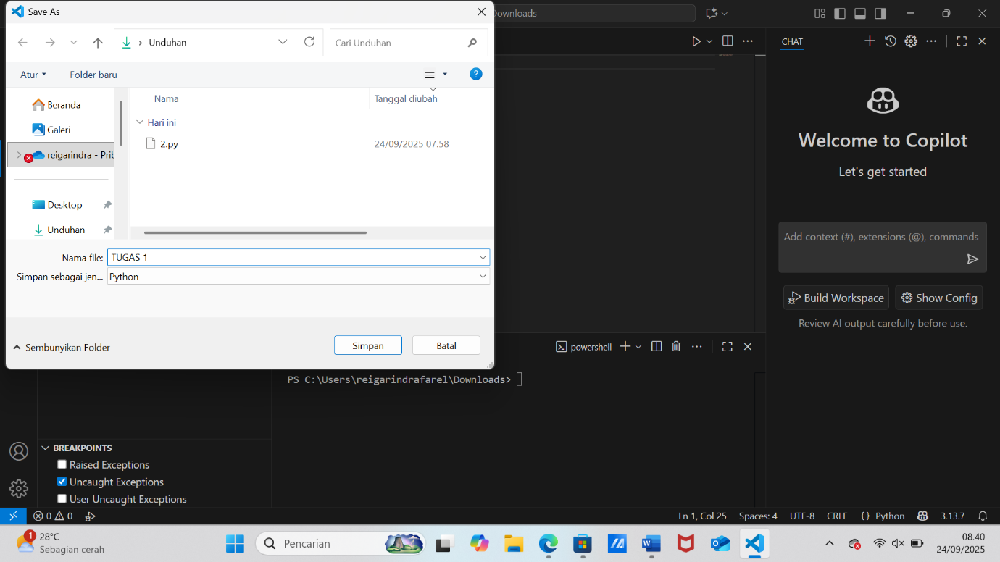 Save As
Downloads
Unduhan
Cari Unduhan
Atur
Folder baru
?
Beranda
Galeri
reigarindra - Prib
Desktop
Unduhan
Nama
Tanggal diubah
Hari ini
2.py
24/09/2025 07.58
Nama file:
TUGAS 1
Simpan sebagai jen...
Python
Sembunyikan Folder
Simpan
Batal
CHAT
Welcome to Copilot
Let's get started
Add context (#), extensions (@), commands
Build Workspace
Show Config
Review AI output carefully before use.
powershell
PS C:\Users\reigarindrafarel\Downloads>
BREAKPOINTS
Raised Exceptions
Uncaught Exceptions
User Uncaught Exceptions
0
0
Ln 1, Col 25
Spaces: 4
UTF-8
CRLF
{ } Python
3.13.7
1
28°C
Sebagian cerah
Pencarian
08.40
24/09/2025